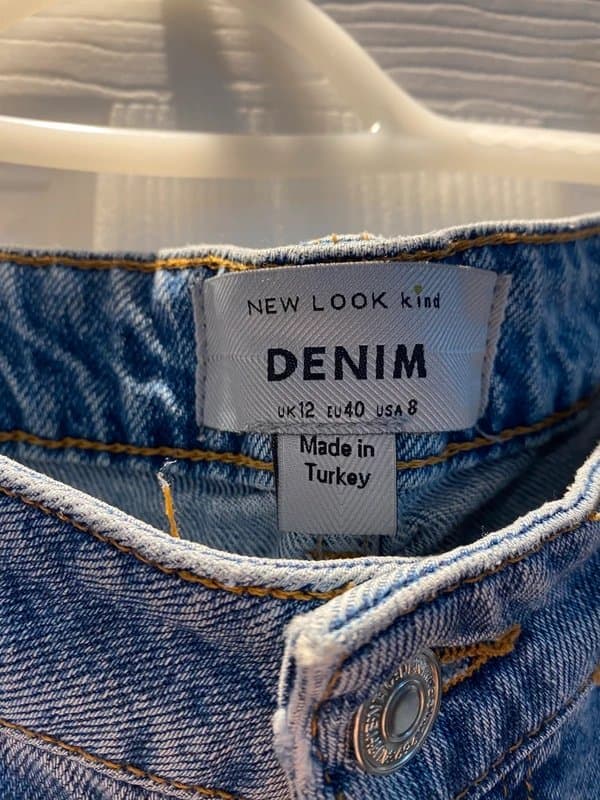 NEW LOOK kind
DENIM
UK12 EU40 USA 8
Made in
Turkey